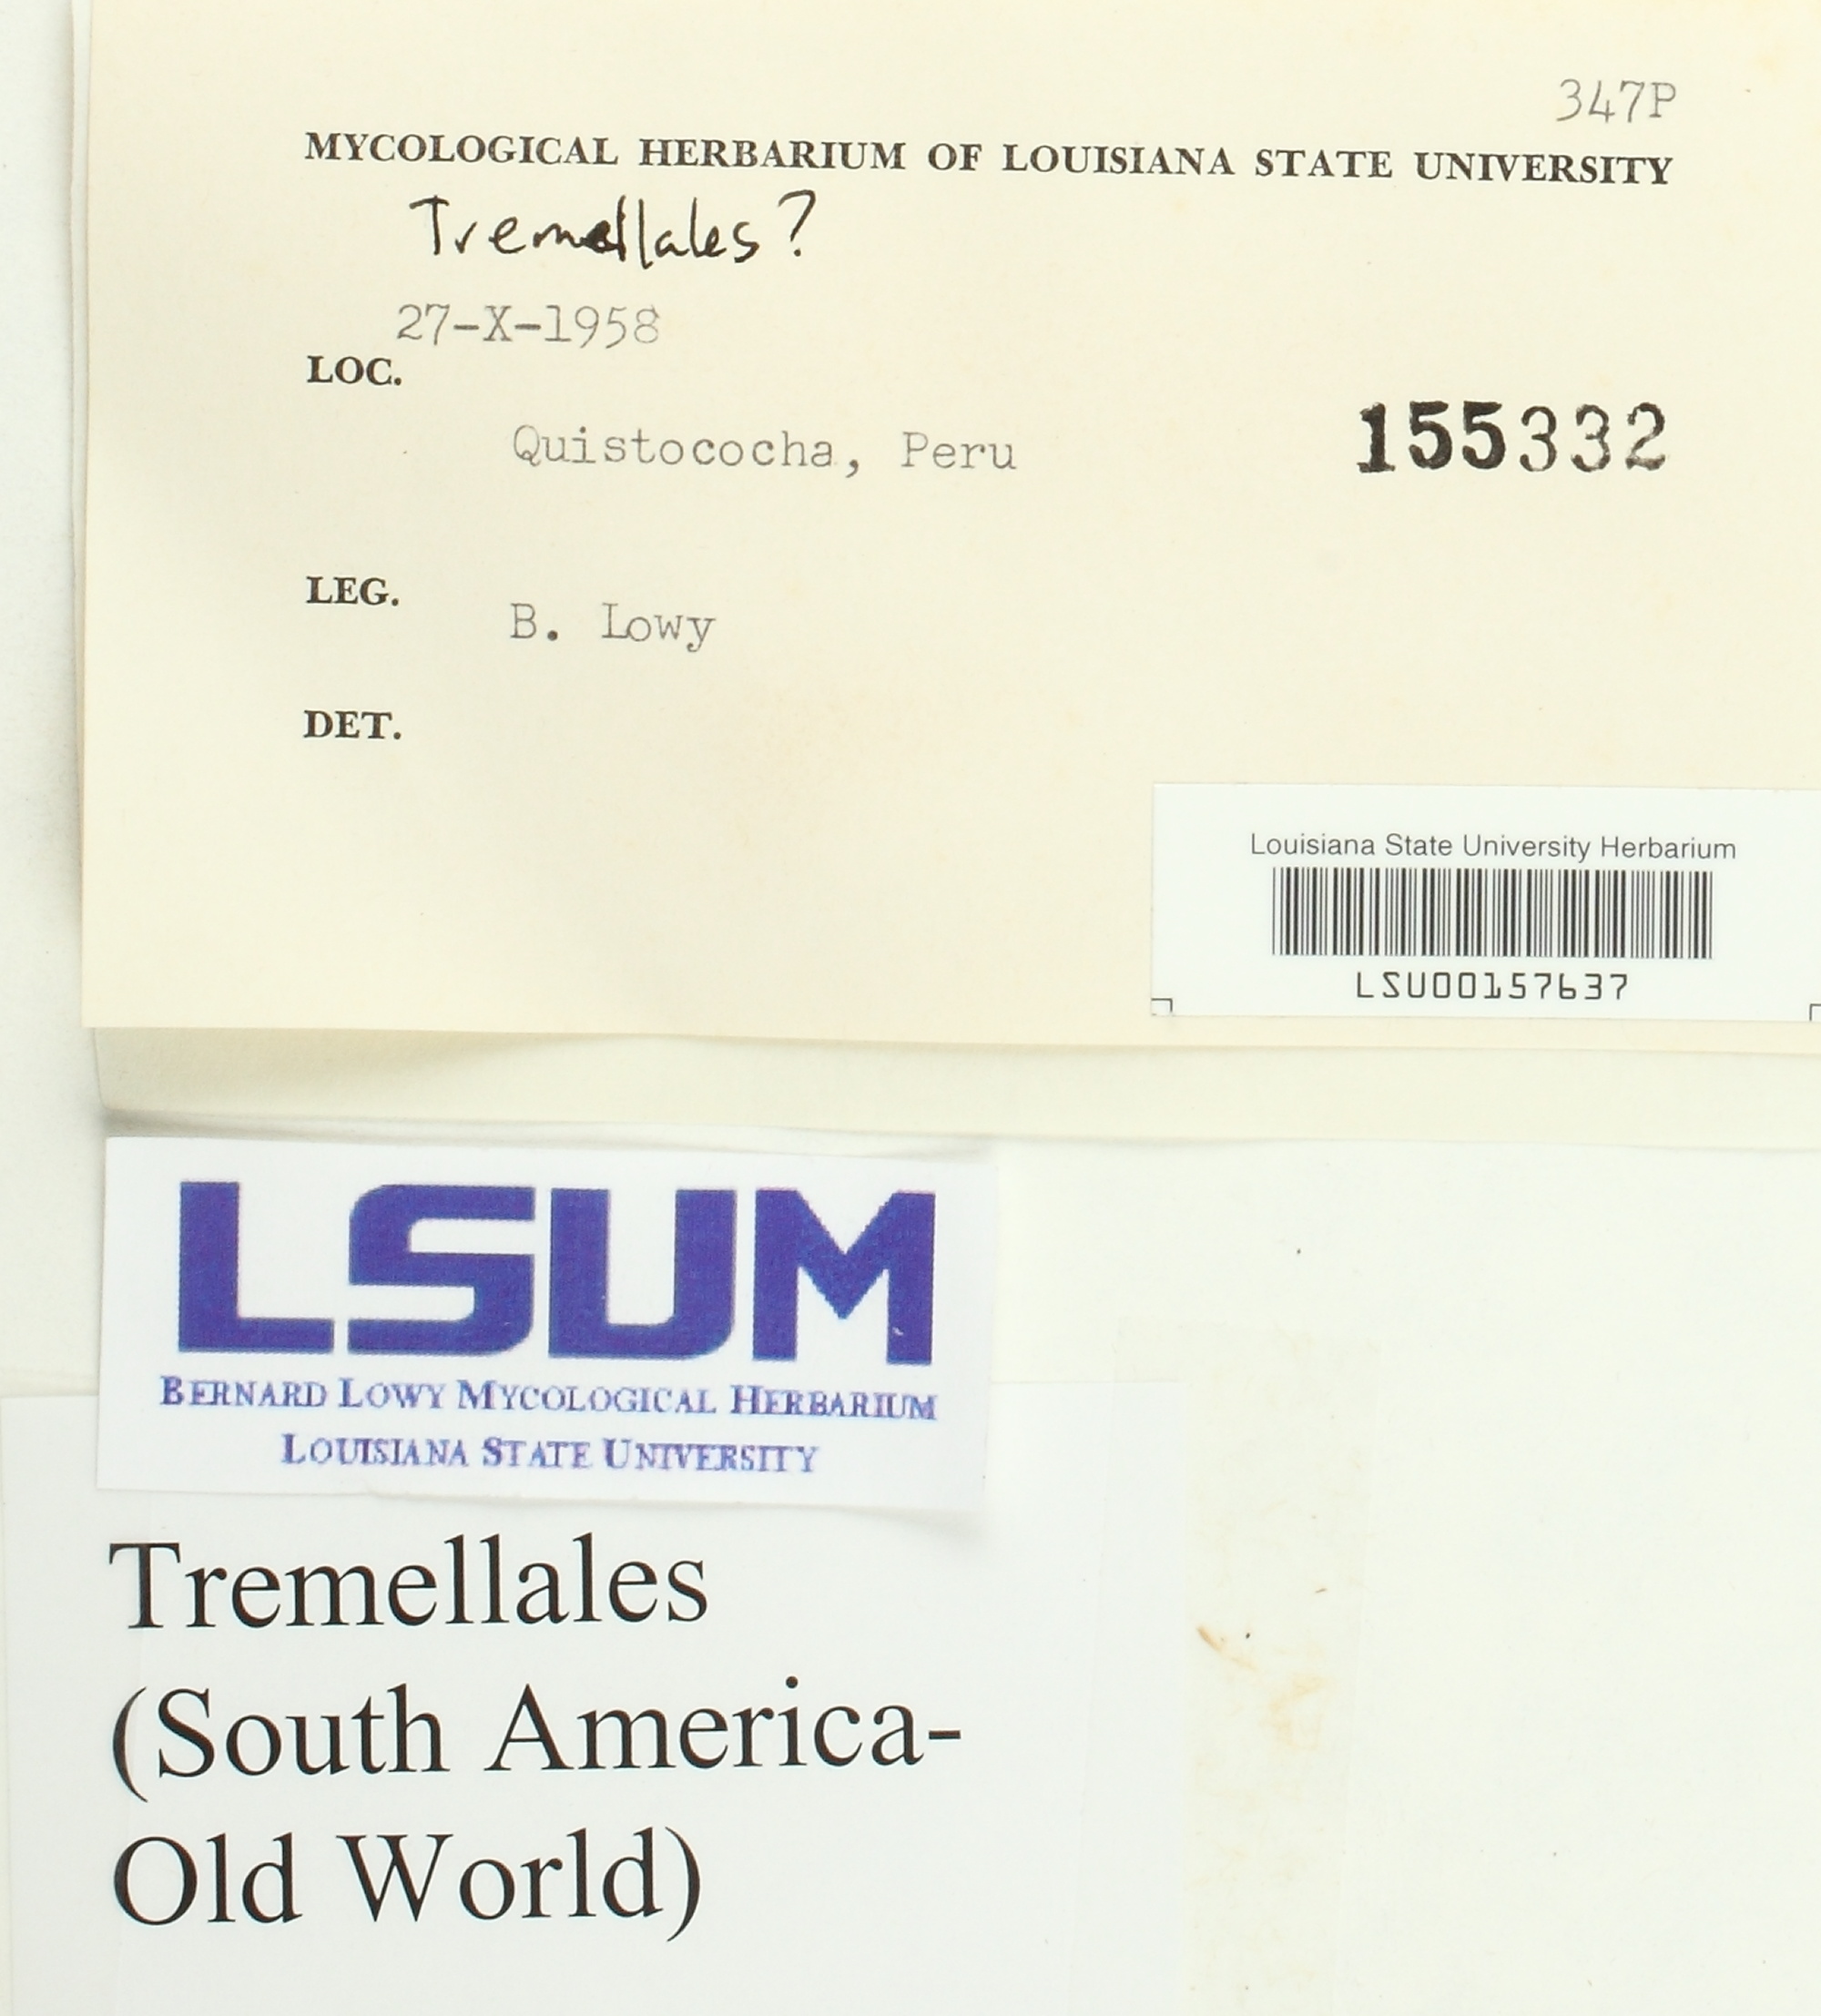 347P
MYCOLOGICAL HERBARIUM OF LOUISIANA STATE UNIVERSITY
Tremellales?
27-X-1958
LOC.
Quistococha, Peru
155332
LEG.
B. Lowy
DET.
Louisiana State University Herbarium
LSU00157637
LSUM
BERNARD LOWY MYCOLOGICAL HERBARIUM
LOUISIANA STATE UNIVERSITY
Tremellales
(South America-
Old World)